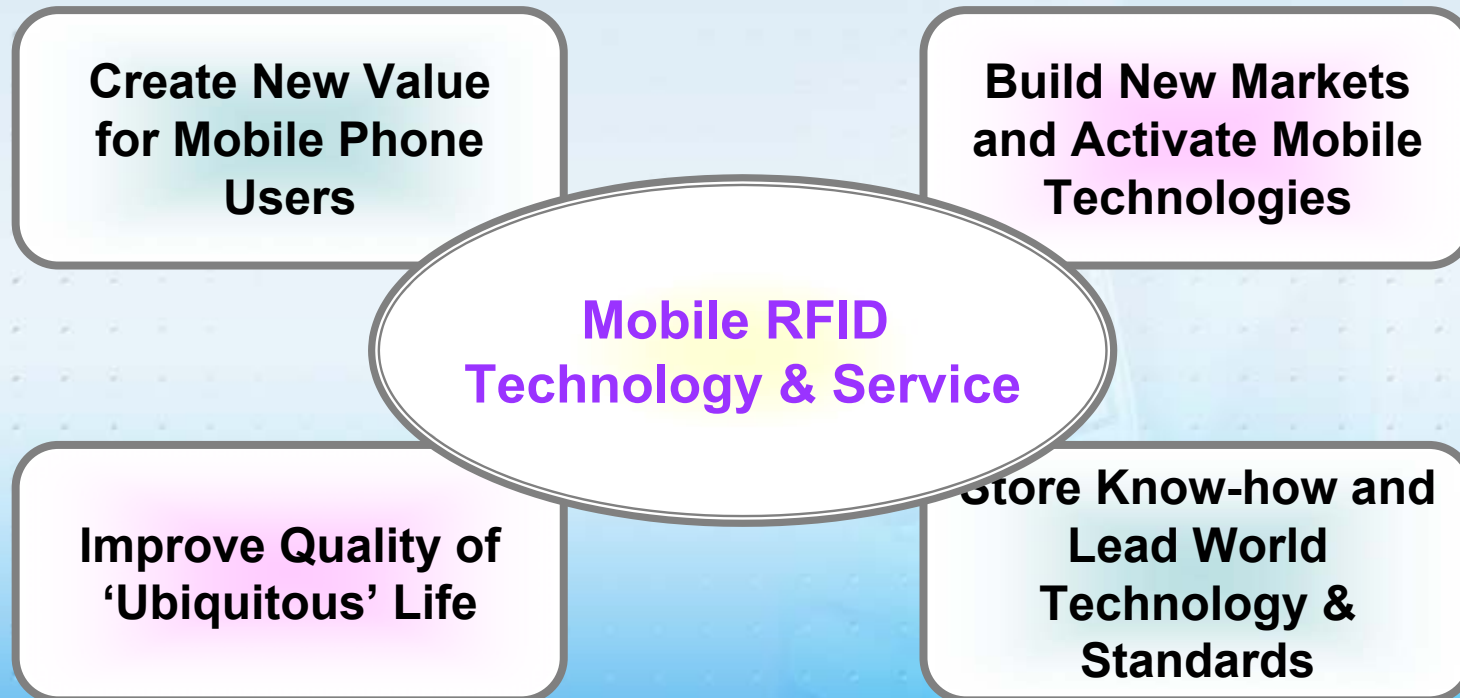 Create New Value
for Mobile Phone
Users
Build New Markets
and Activate Mobile
Technologies
Mobile RFID
Technology & Service
Improve Quality of
‘Ubiquitous’ Life
Store Know-how and
Lead World
Technology &
Standards